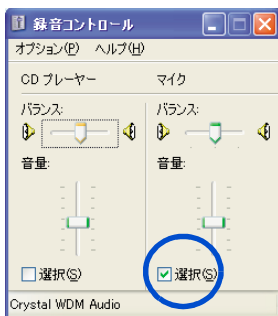 録音コントロール
オプション(P) ヘルプ(H)
CD プレーヤー マイク
バランス: バランス:
音量: 音量:
選択(S) 選択(S)
Crystal WDM Audio